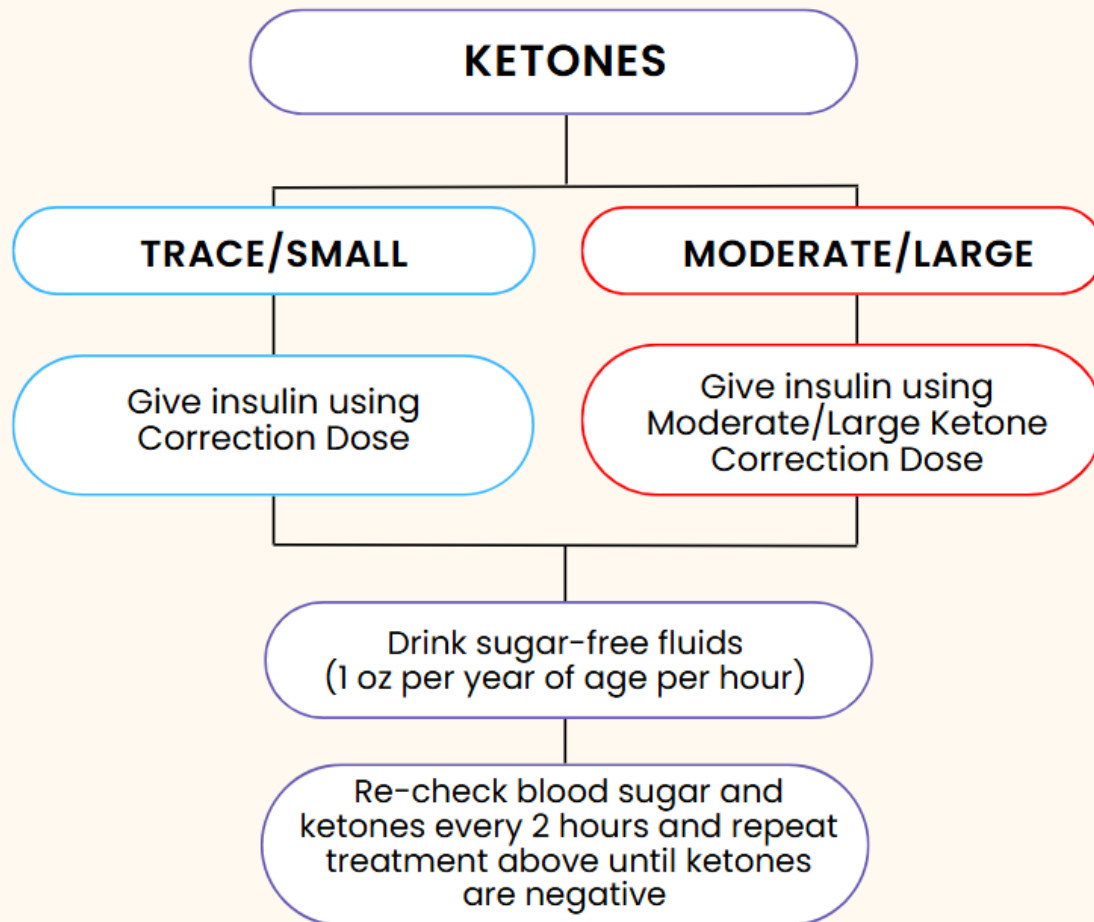 KETONES
TRACE/SMALL
MODERATE/LARGE
Give insulin using
Correction Dose
Give insulin using
Moderate/Large Ketone
Correction Dose
Drink sugar-free fluids
(1 oz per year of age per hour)
Re-check blood sugar and
ketones every 2 hours and repeat
treatment above until ketones
are negative